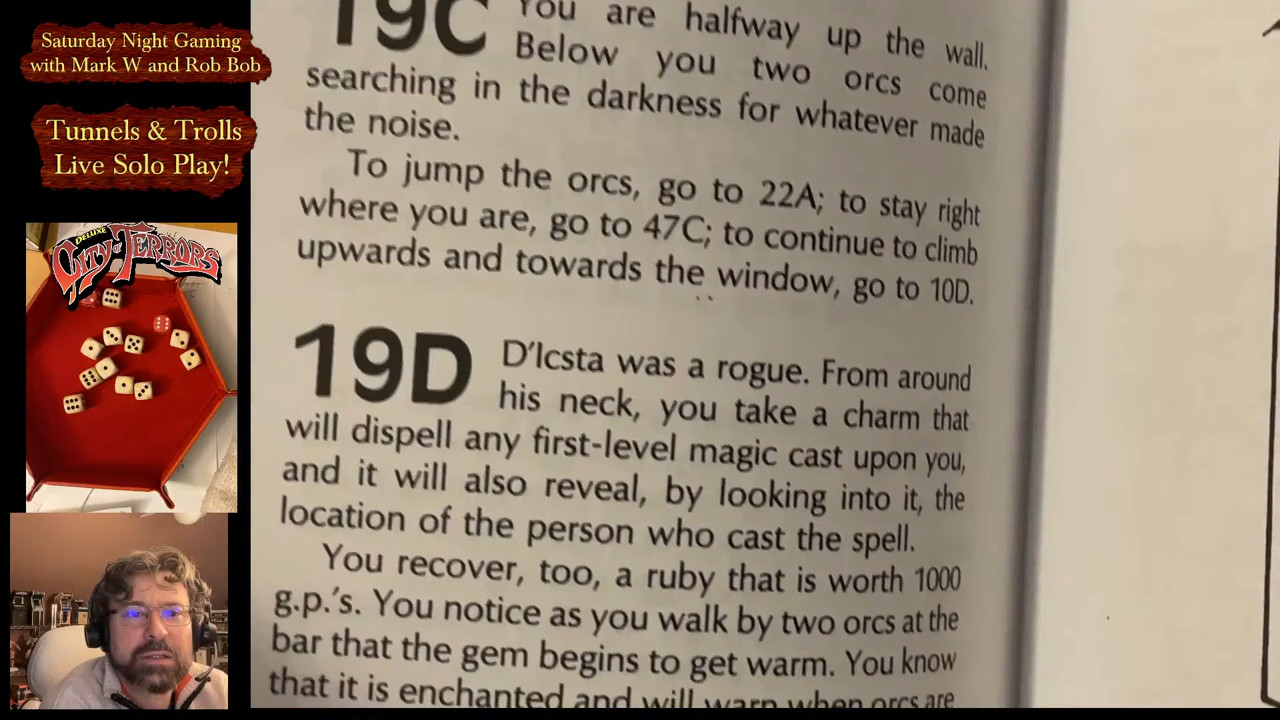 Saturday Night Gaming
with Mark W and Rob Bob
Tunnels & Trolls
Live Solo Play!
DELUXE
CITY OF TERRORS
19C You are halfway up the wall.
Below you two orcs come
searching in the darkness for whatever made
the noise.
To jump the orcs, go to 22A; to stay right
where you are, go to 47C; to continue to climb
upwards and towards the window, go to 10D.
19D D'Icsta was a rogue. From around
his neck, you take a charm that
will dispell any first-level magic cast upon you,
and it will also reveal, by looking into it, the
location of the person who cast the spell.
You recover, too, a ruby that is worth 1000
g.p.'s. You notice as you walk by two orcs at the
bar that the gem begins to get warm. You know
that it is enchanted and will warn when orcs are